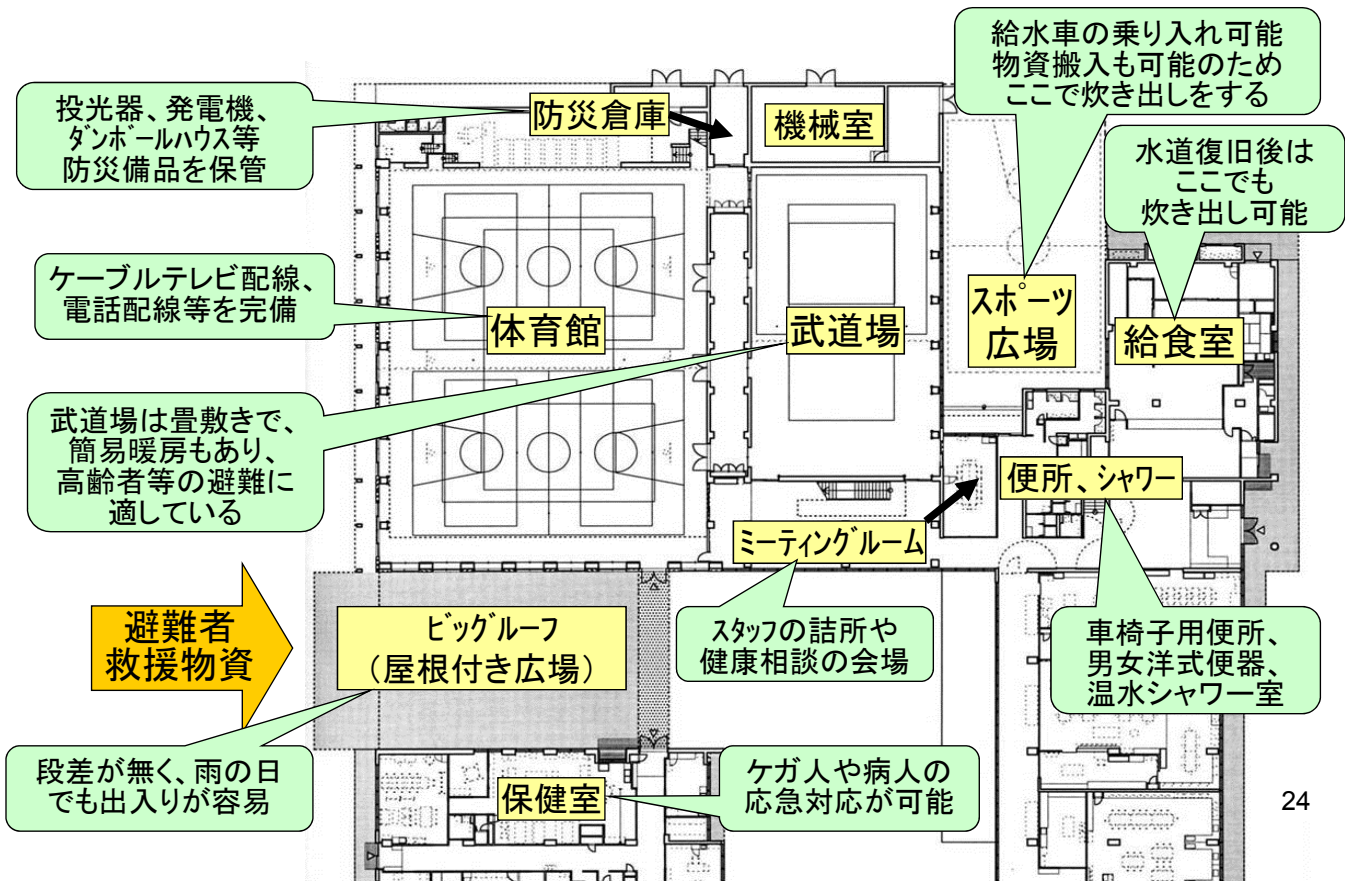 給水車の乗り入れ可能
物資搬入も可能のため
ここで炊き出しをする
投光器、発電機、
ﾀﾞﾝﾎﾞｰﾙﾊｳｽ等
防災備品を保管
防災倉庫
機械室
水道復旧後は
ここでも
炊き出し可能
ケーブルテレビ配線、
電話配線等を完備
体育館
武道場
ｽﾎﾟｰﾂ
広場
給食室
武道場は畳敷きで、
簡易暖房もあり、
高齢者等の避難に
適している
便所、ｼｬﾜｰ
ﾐｰﾃｨﾝｸﾞﾙｰﾑ
避難者
救援物資
ﾋﾞｯｸﾞﾙｰﾌ
（屋根付き広場）
ｽﾀｯﾌの詰所や
健康相談の会場
車椅子用便所、
男女洋式便器、
温水シャワー室
段差が無く、雨の日
でも出入りが容易
保健室
ケガ人や病人の
応急対応が可能
24